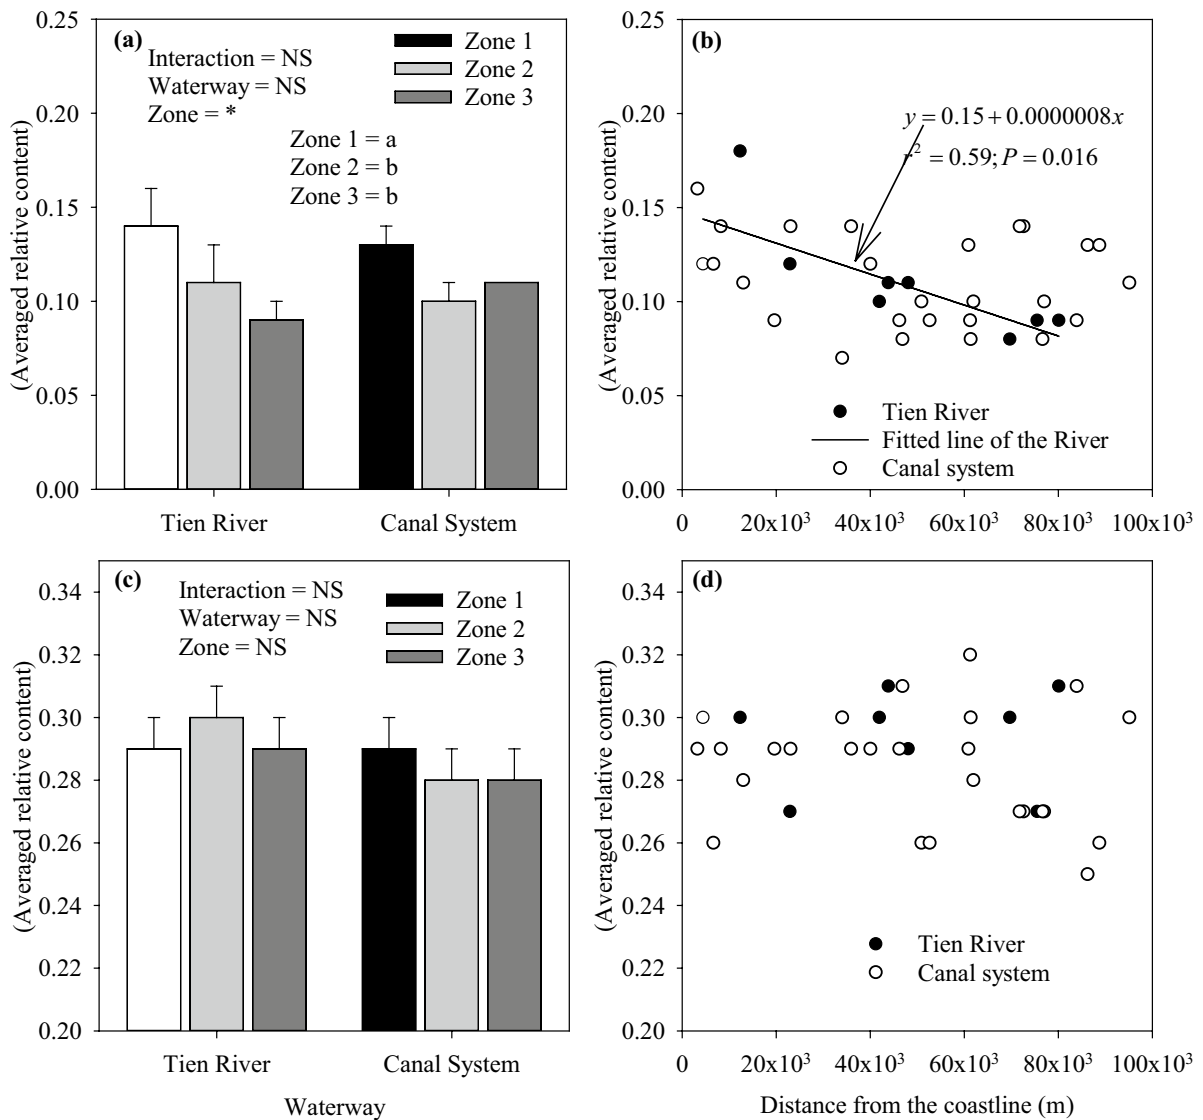 (a)
Interaction = NS
Waterway = NS
Zone = *
Zone 1 = a
Zone 2 = b
Zone 3 = b
Zone 1
Zone 2
Zone 3
(Averaged relative content)
0.25
0.20
0.15
0.10
0.05
0.00
Tien River
Canal System
(b)
y = 0.15 + 0.0000008x
r² = 0.59; P = 0.016
Tien River
Fitted line of the River
Canal system
(Averaged relative content)
0.25
0.20
0.15
0.10
0.05
0.00
0
20x10³
40x10³
60x10³
80x10³
100x10³
(c)
Interaction = NS
Waterway = NS
Zone = NS
Zone 1
Zone 2
Zone 3
(Averaged relative content)
0.34
0.32
0.30
0.28
0.26
0.24
0.22
0.20
Tien River
Canal System
Waterway
(d)
Tien River
Canal system
(Averaged relative content)
0.34
0.32
0.30
0.28
0.26
0.24
0.22
0.20
0
20x10³
40x10³
60x10³
80x10³
100x10³
Distance from the coastline (m)